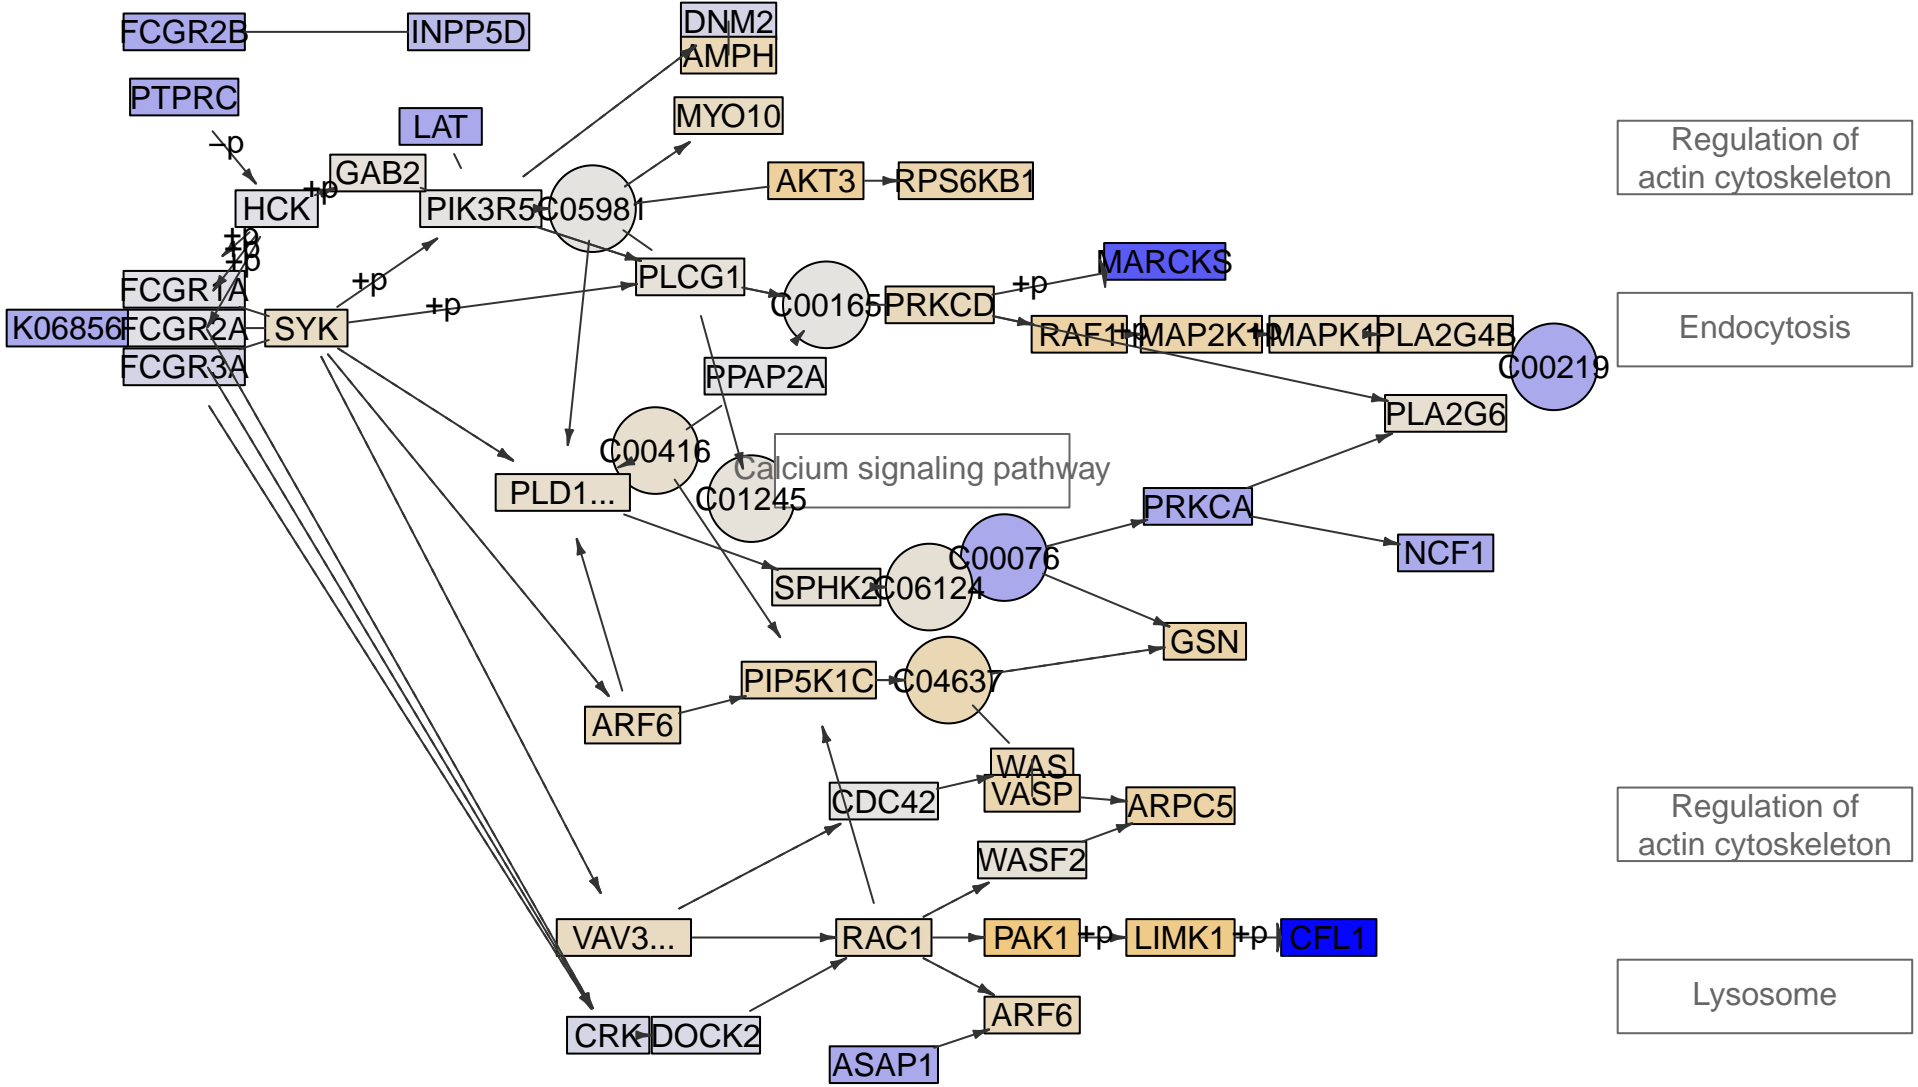 FCGR2B
INPP5D
DNM2
AMPH
PTPRC
LAT
MYO10
Regulation of
actin cytoskeleton
−p
GAB2
+p
HCK
PIK3R5
C05981
AKT3
RPS6KB1
+p
+p
+p
FCGR1A
K06856
FCGR2A
FCGR3A
SYK
+p
+p
PLCG1
C00165
PRKCD
+p
MARCKS
RAF1
+p
MAP2K1
+p
MAPK1
PLA2G4B
C00219
Endocytosis
PPAP2A
PLA2G6
C00416
Calcium signaling pathway
C01245
PLD1...
PRKCA
NCF1
SPHK2
C06124
C00076
GSN
PIP5K1C
C04637
ARF6
WAS
VASP
CDC42
ARPC5
Regulation of
actin cytoskeleton
WASF2
VAV3...
RAC1
PAK1
+p
LIMK1
+p
CFL1
Lysosome
ARF6
CRK
DOCK2
ASAP1